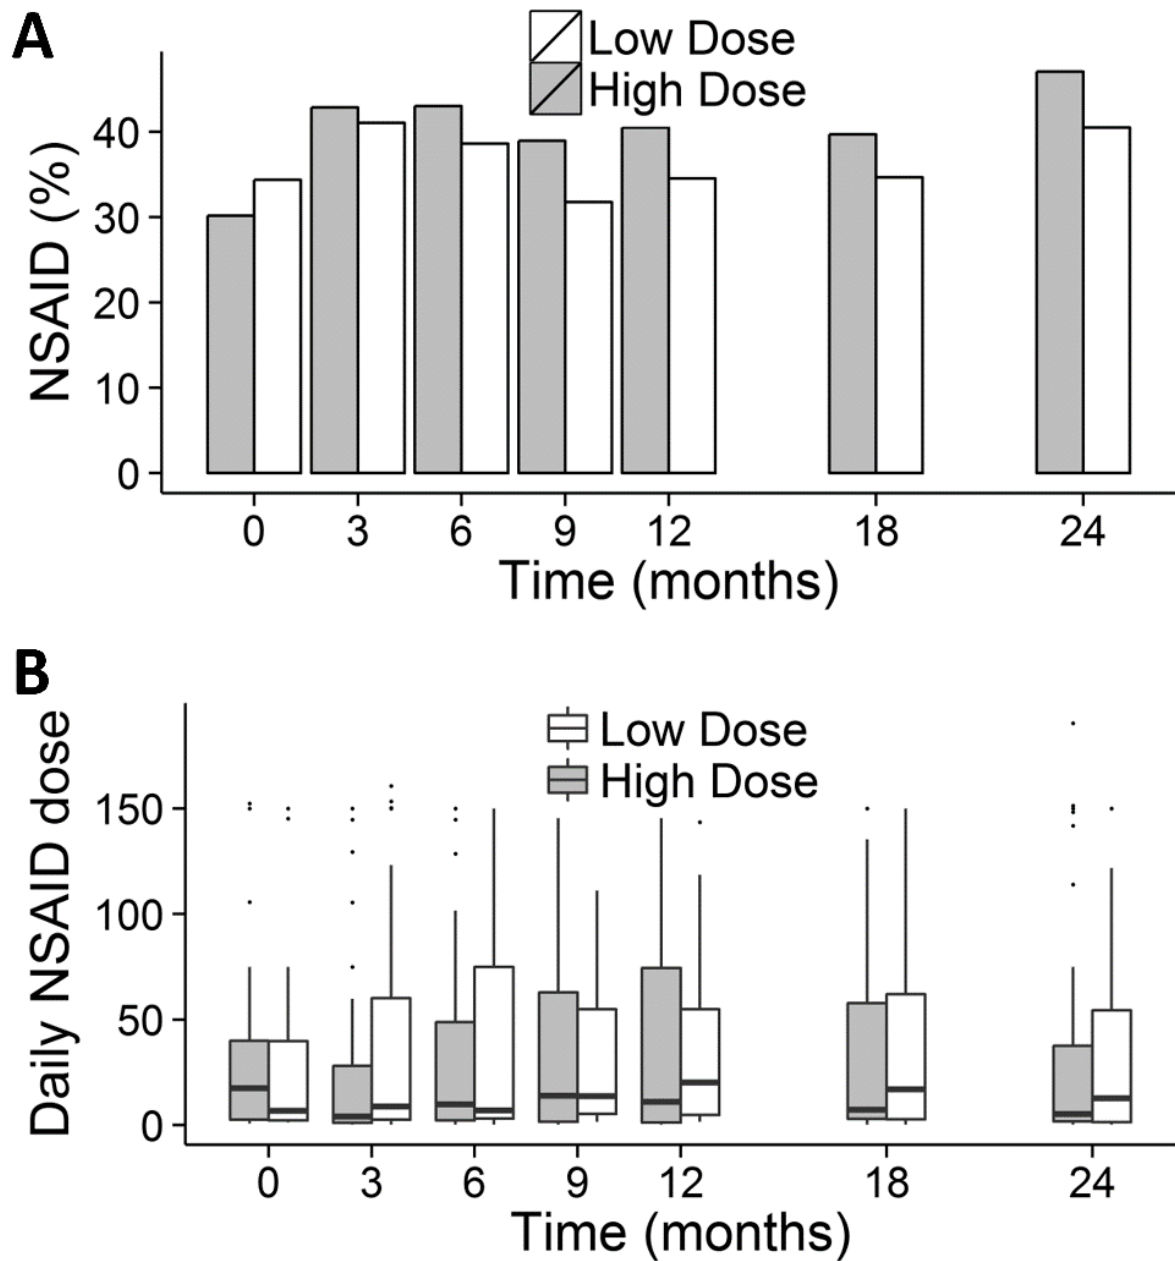 A
Low Dose
High Dose
NSAID (%)
40
30
20
10
0
0 3 6 9 12 18 24
Time (months)
B
Low Dose
High Dose
Daily NSAID dose
150
100
50
0
0 3 6 9 12 18 24
Time (months)